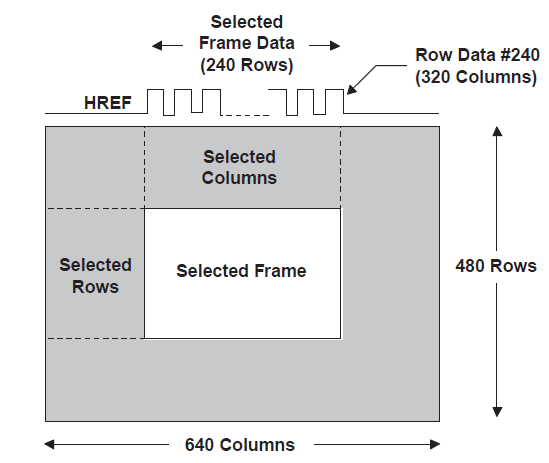 Selected
Frame Data
(240 Rows)
Row Data #240
(320 Columns)
HREF
Selected
Columns
Selected
Rows
Selected Frame
480 Rows
640 Columns